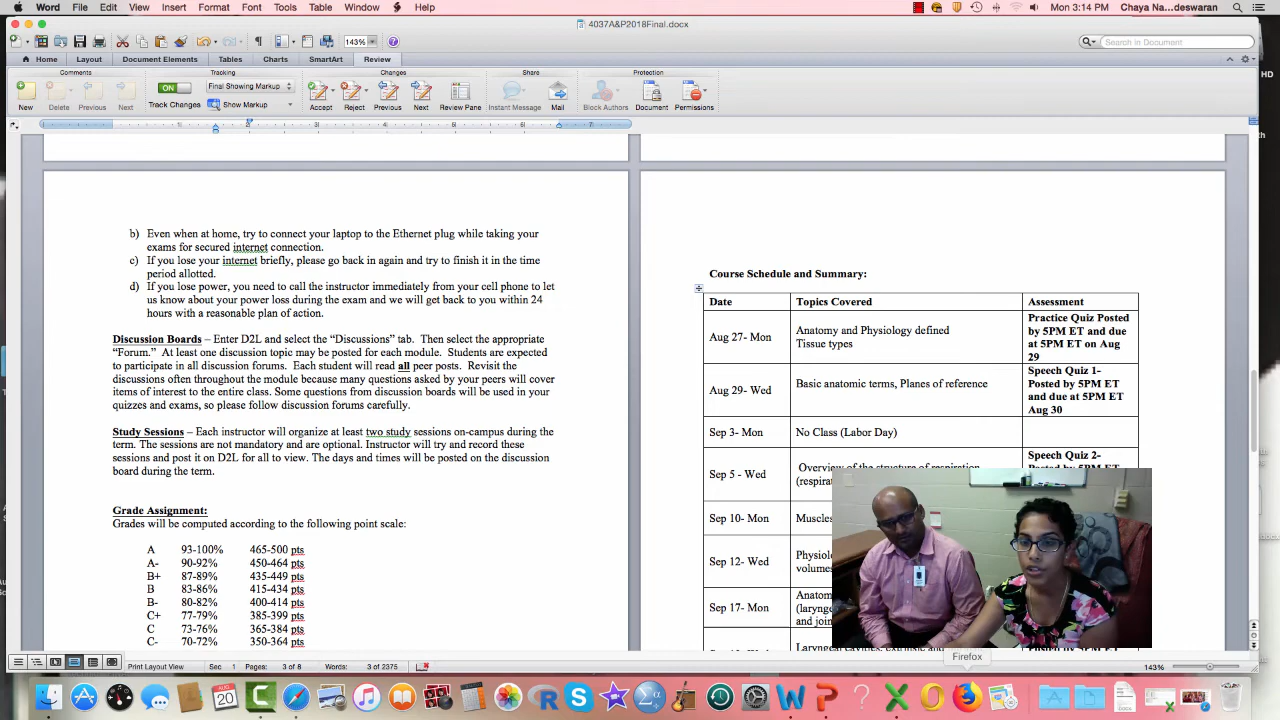 Word File Edit View Insert Format Font Tools Table Window Help
Mon 3:14 PM Chaya Na...deswaran
4037A&P2018Final.docx
143%
Search in Document
Home Layout Document Elements Tables Charts SmartArt Review
Comments Tracking Changes Share Protection
ON Final Showing Markup
Show Markup
New Delete Previous Next Track Changes Accept Reject Previous Next Review Pane Instant Message Mail Block Authors Document Permissions
HD
b) Even when at home, try to connect your laptop to the Ethernet plug while taking your
exams for secured internet connection.
c) If you lose your internet briefly, please go back in again and try to finish it in the time
period allotted.
d) If you lose power, you need to call the instructor immediately from your cell phone to let
us know about your power loss during the exam and we will get back to you within 24
hours with a reasonable plan of action.
Discussion Boards – Enter D2L and select the “Discussions” tab. Then select the appropriate
“Forum.” At least one discussion topic may be posted for each module. Students are expected
to participate in all discussion forums. Each student will read all peer posts. Revisit the
discussions often throughout the module because many questions asked by your peers will cover
items of interest to the entire class. Some questions from discussion boards will be used in your
quizzes and exams, so please follow discussion forums carefully.
Study Sessions – Each instructor will organize at least two study sessions on-campus during the
term. The sessions are not mandatory and are optional. Instructor will try and record these
sessions and post it on D2L for all to view. The days and times will be posted on the discussion
board during the term.
Grade Assignment:
Grades will be computed according to the following point scale:
A 93-100% 465-500 pts
A- 90-92% 450-464 pts
B+ 87-89% 435-449 pts
B 83-86% 415-434 pts
B- 80-82% 400-414 pts
C+ 77-79% 385-399 pts
C 73-76% 365-384 pts
C- 70-72% 350-364 pts
Course Schedule and Summary:
Date Topics Covered Assessment
Aug 27- Mon
Anatomy and Physiology defined
Tissue types
Practice Quiz Posted
by 5PM ET and due
at 5PM ET on Aug
29
Aug 29- Wed
Basic anatomic terms, Planes of reference
Speech Quiz 1-
Posted by 5PM ET
and due at 5PM ET
Aug 30
Sep 3- Mon
No Class (Labor Day)
Sep 5 - Wed
Overview of the structure of respiration
Speech Quiz 2-
Sep 10- Mon
Muscles
Sep 12- Wed
Sep 17- Mon
and
Firefox
Print Layout View Sec 1 Pages: 3 of 8 Words: 3 of 2375 143%
AUG
20